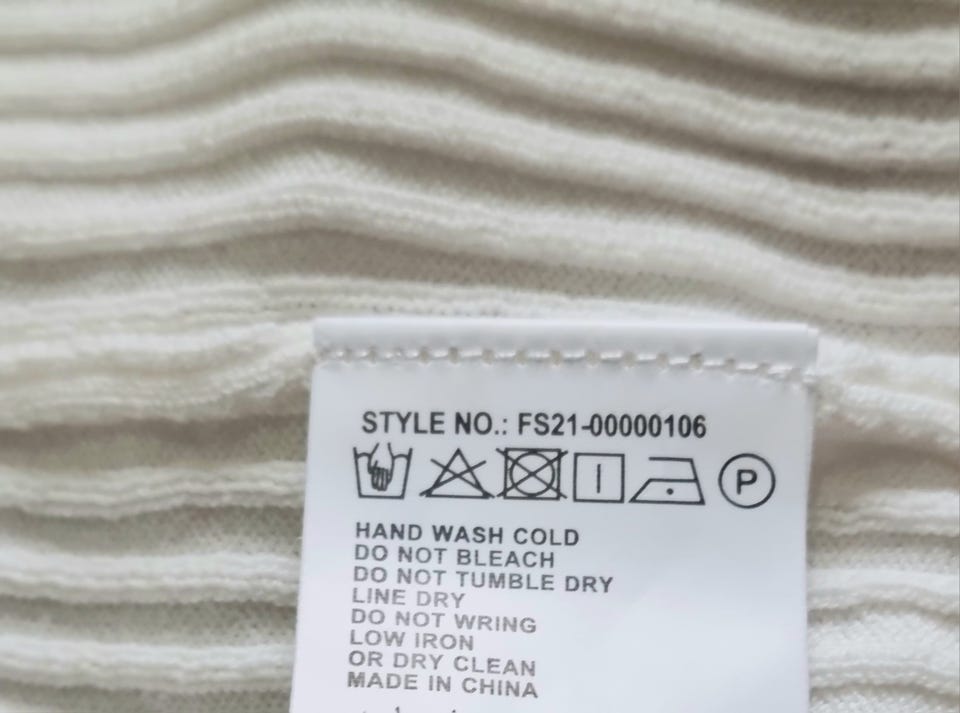 STYLE NO.: FS21-00000106
P
HAND WASH COLD
DO NOT BLEACH
DO NOT TUMBLE DRY
LINE DRY
DO NOT WRING
LOW IRON
OR DRY CLEAN
MADE IN CHINA